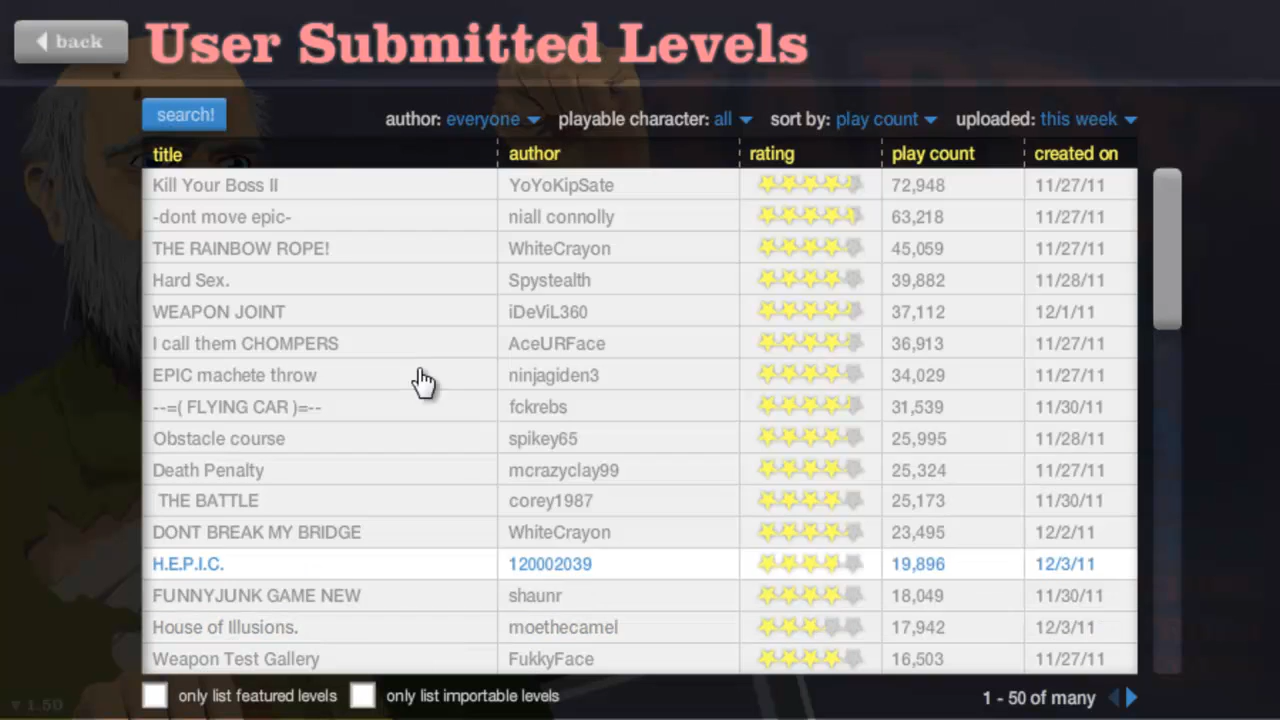 back
User Submitted Levels
search! author: everyone playable character: all sort by: play count uploaded: this week
title author rating play count created on
Kill Your Boss II YoYoKipSate 72,948 11/27/11
-dont move epic- niall connolly 63,218 11/27/11
THE RAINBOW ROPE! WhiteCrayon 45,059 11/27/11
Hard Sex. Spystealth 39,882 11/28/11
WEAPON JOINT iDeViL360 37,112 12/1/11
I call them CHOMPERS AceURFace 36,913 11/27/11
EPIC machete throw ninjagiden3 34,029 11/27/11
--=( FLYING CAR )=-- fckrebs 31,539 11/30/11
Obstacle course spikey65 25,995 11/28/11
Death Penalty mcrazyclay99 25,324 11/27/11
THE BATTLE corey1987 25,173 11/30/11
DONT BREAK MY BRIDGE WhiteCrayon 23,495 12/2/11
H.E.P.I.C. 120002039 19,896 12/3/11
FUNNYJUNK GAME NEW shaunr 18,049 11/30/11
House of Illusions. moethecamel 17,942 12/3/11
Weapon Test Gallery FukkyFace 16,503 11/27/11
only list featured levels only list importable levels 1 - 50 of many
v 1.50